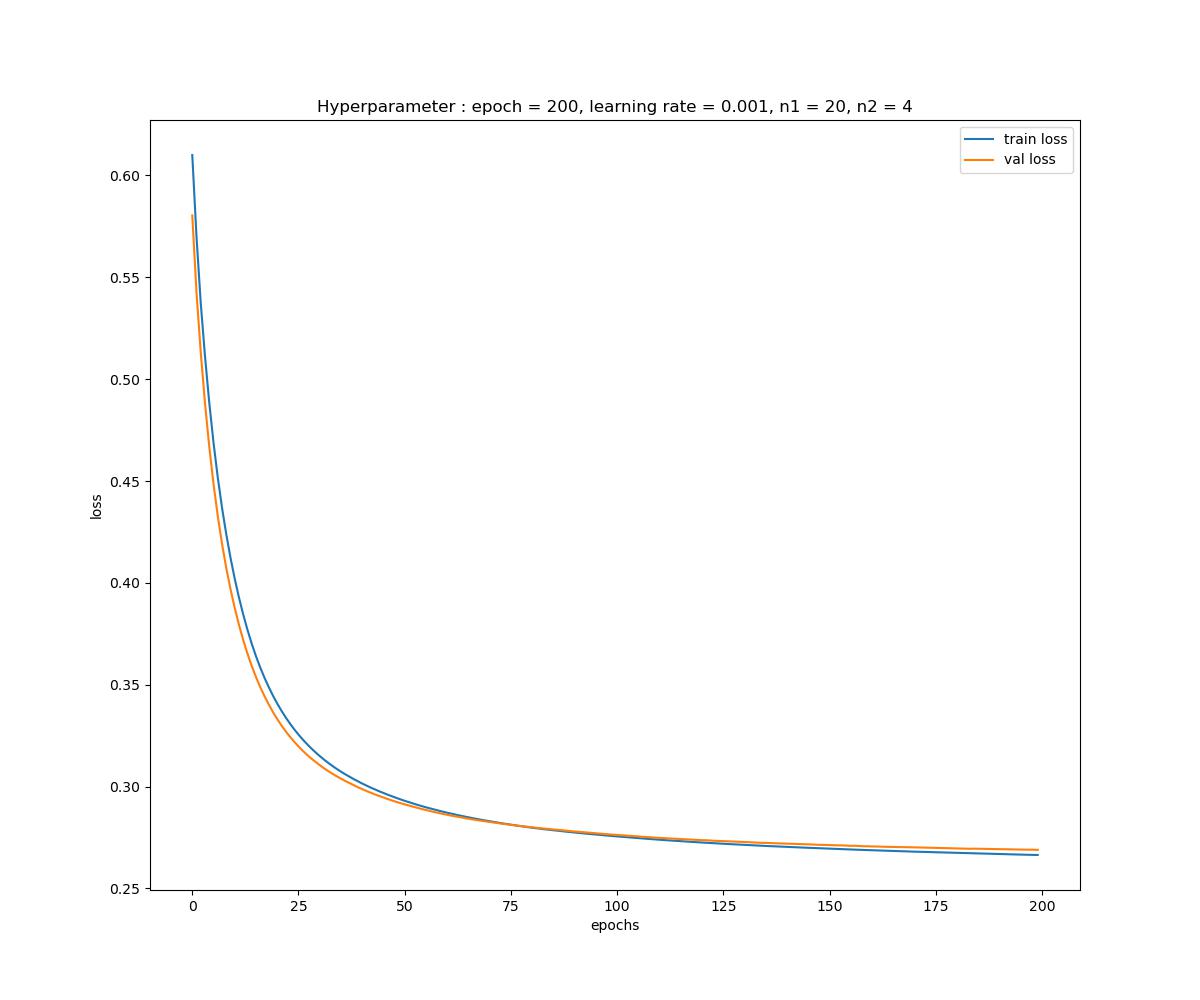 Hyperparameter : epoch = 200, learning rate = 0.001, n1 = 20, n2 = 4
train loss
val loss
0.60
0.55
0.50
0.45
0.40
0.35
0.30
0.25
loss
0 25 50 75 100 125 150 175 200
epochs